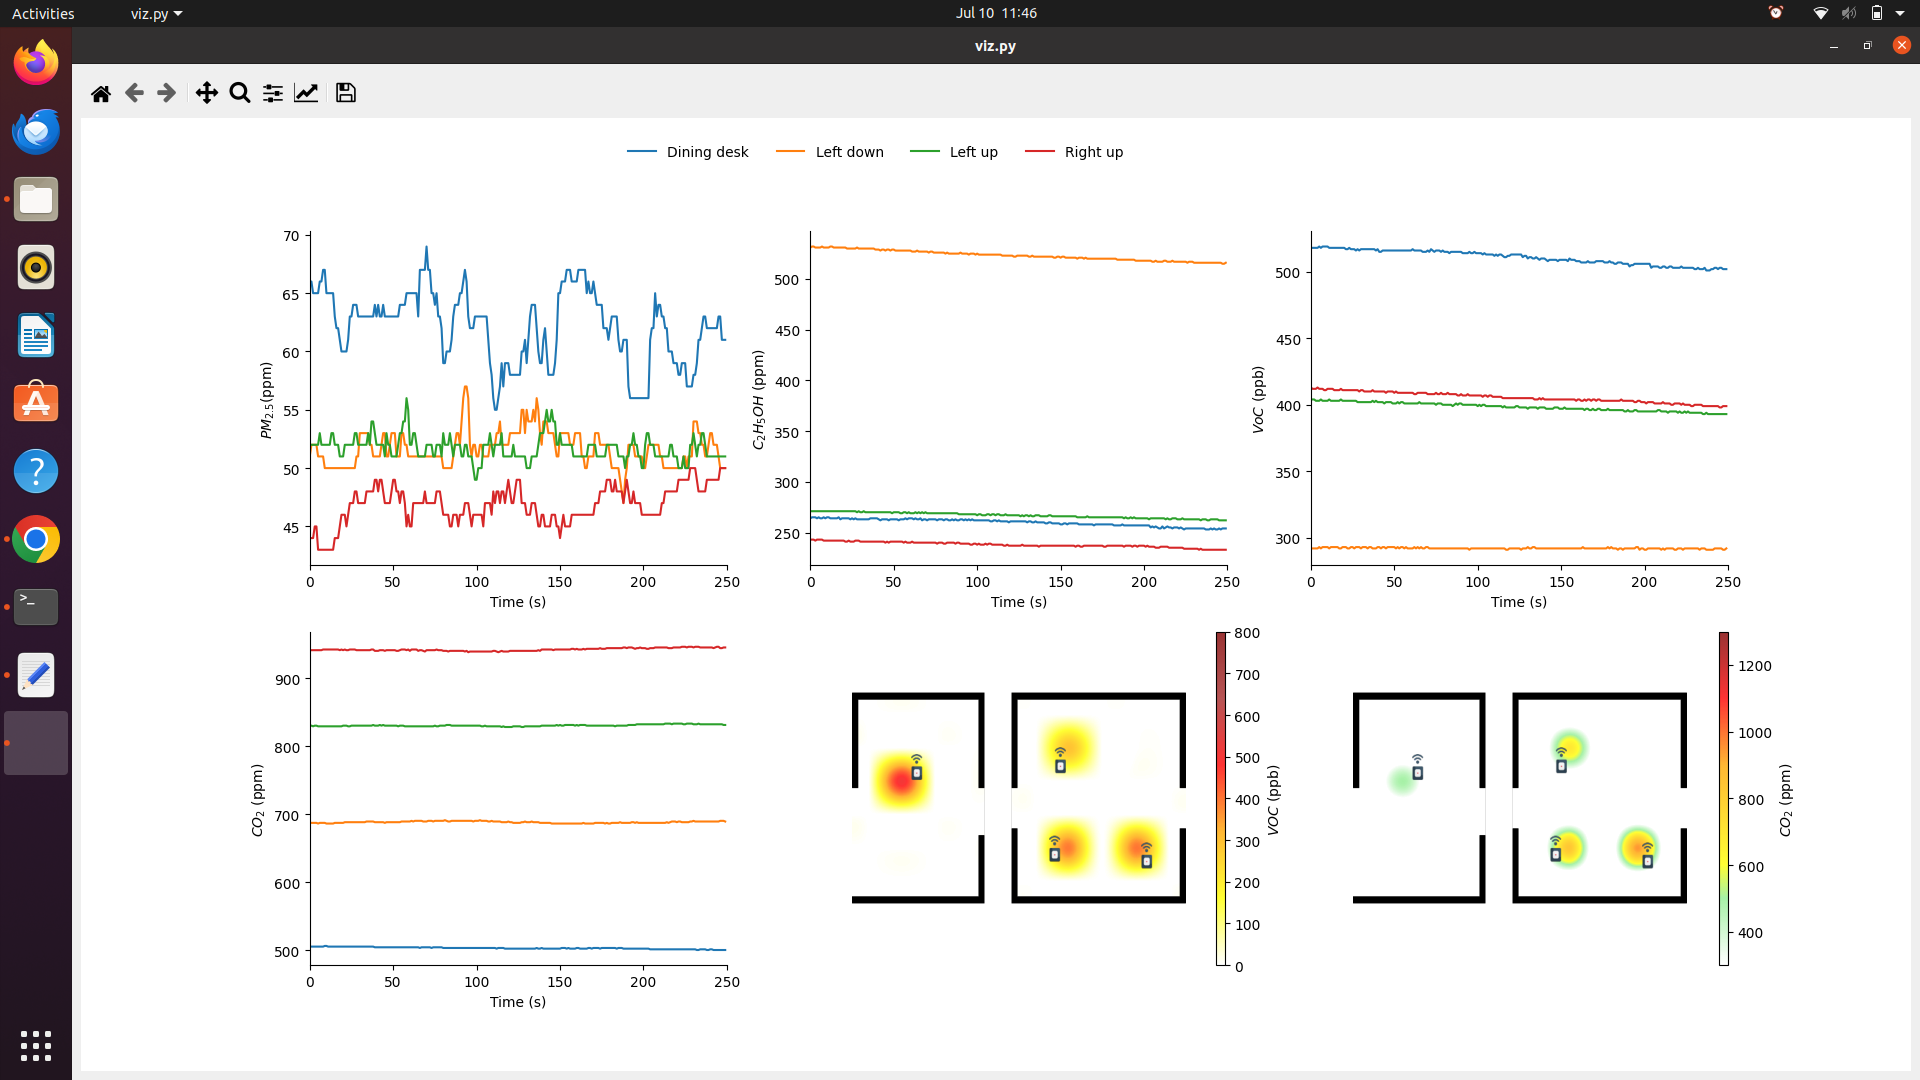 Activities viz.py Jul 10 11:46
viz.py
Dining desk Left down Left up Right up
PM2.5(ppm)
70
65
60
55
50
45
0 50 100 150 200 250
Time (s)
C2H5OH (ppm)
500
450
400
350
300
250
0 50 100 150 200 250
Time (s)
VoC (ppb)
500
450
400
350
300
0 50 100 150 200 250
Time (s)
CO2 (ppm)
900
800
700
600
500
0 50 100 150 200 250
Time (s)
800
700
600
500
400
300
200
100
0
VOC (ppb)
1200
1000
800
600
400
CO2 (ppm)